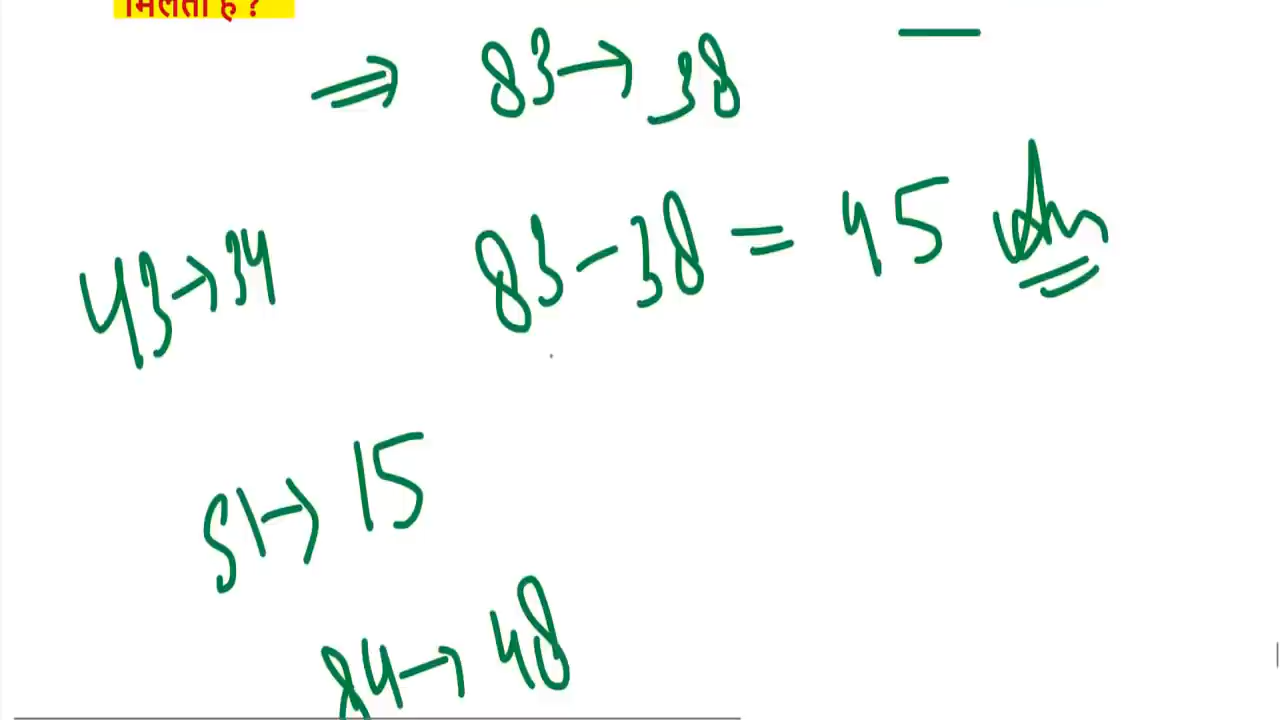 मिलता है ?
⇒ 83 → 38
43 → 34
83 - 38 = 45 Ans
51 → 15
84 → 48